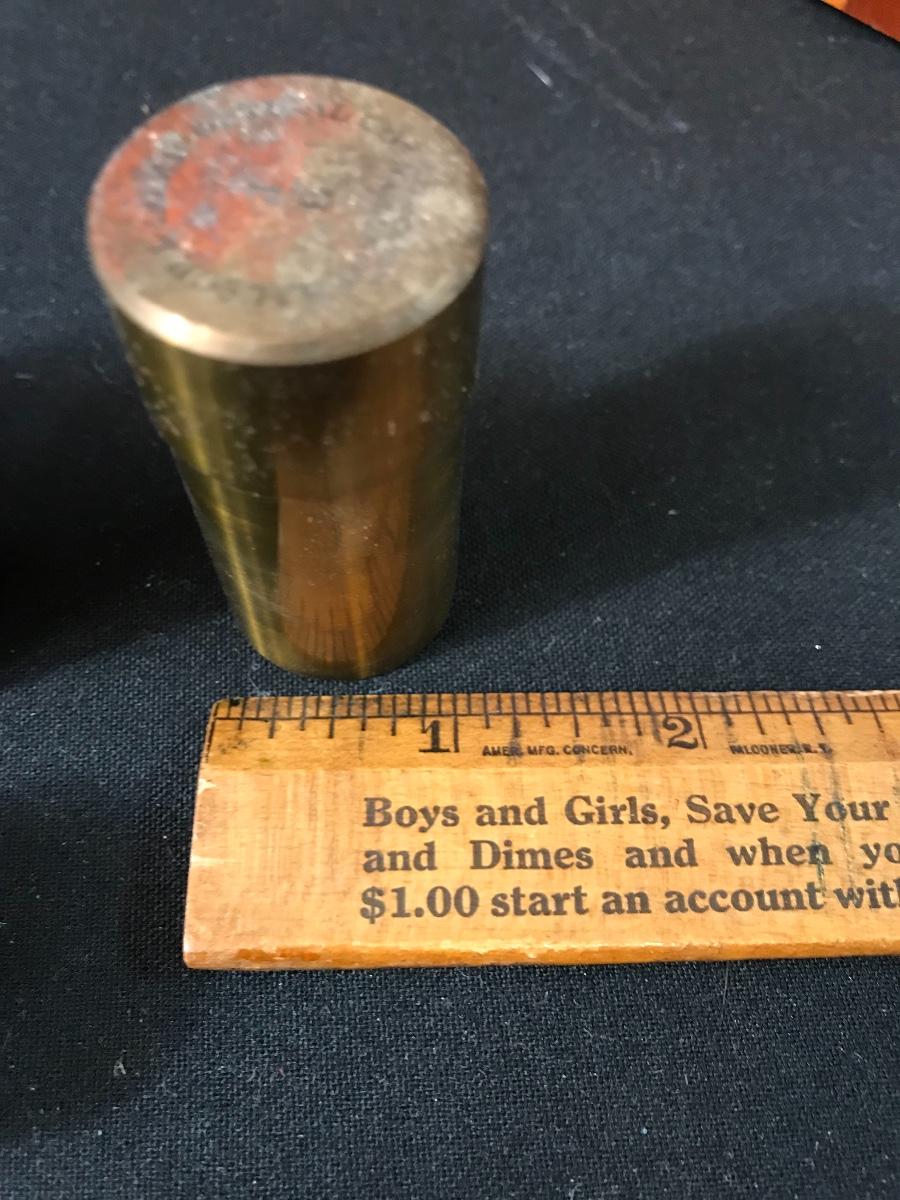 1 2
AMER. MFG. CONCERN.
Boys and Girls, Save Your
and Dimes and when yo
$1.00 start an account with